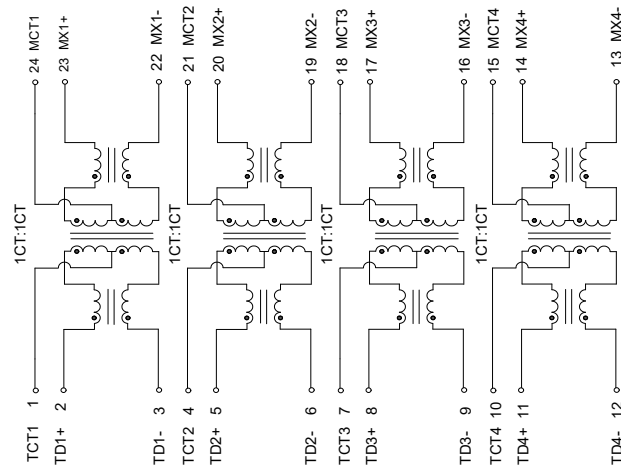 24 MCT1
23 MX1+
22 MX1-
21 MCT2
20 MX2+
19 MX2-
18 MCT3
17 MX3+
16 MX3-
15 MCT4
14 MX4+
13 MX4-
1CT:1CT
1CT:1CT
1CT:1CT
1CT:1CT
TCT1 1
TD1+ 2
TD1- 3
TCT2 4
TD2+ 5
TD2- 6
TCT3 7
TD3+ 8
TD3- 9
TCT4 10
TD4+ 11
TD4- 12